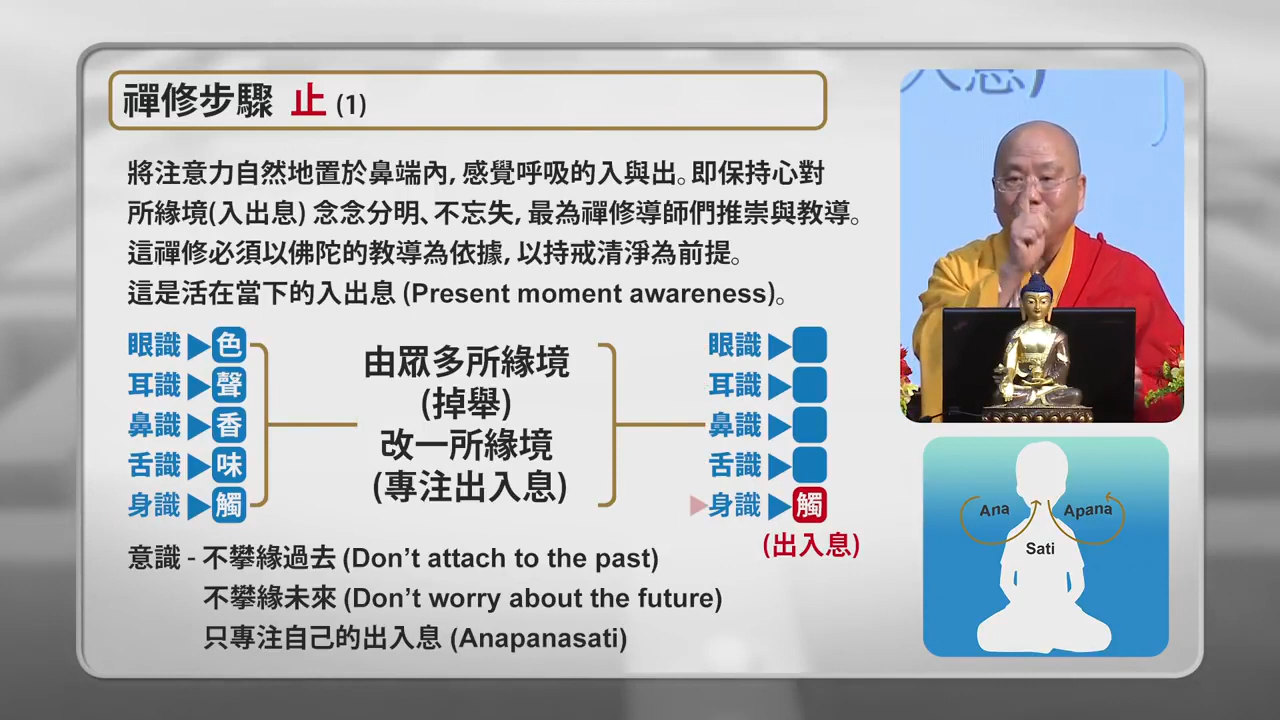 禪修步驟 止 (1)
將注意力自然地置於鼻端內, 感覺呼吸的入與出。即保持心對
所緣境(入出息) 念念分明、不忘失, 最為禪修導師們推崇與教導。
這禪修必須以佛陀的教導為依據, 以持戒清淨為前提。
這是活在當下的入出息 (Present moment awareness)。
眼識 色
耳識 聲
鼻識 香
舌識 味
身識 觸
由眾多所緣境
(掉舉)
改一所緣境
(專注出入息)
眼識
耳識
鼻識
舌識
身識 觸
(出入息)
意識 - 不攀緣過去 (Don’t attach to the past)
不攀緣未來 (Don’t worry about the future)
只專注自己的出入息 (Anapanasati)
入息)
Ana
Apana
Sati